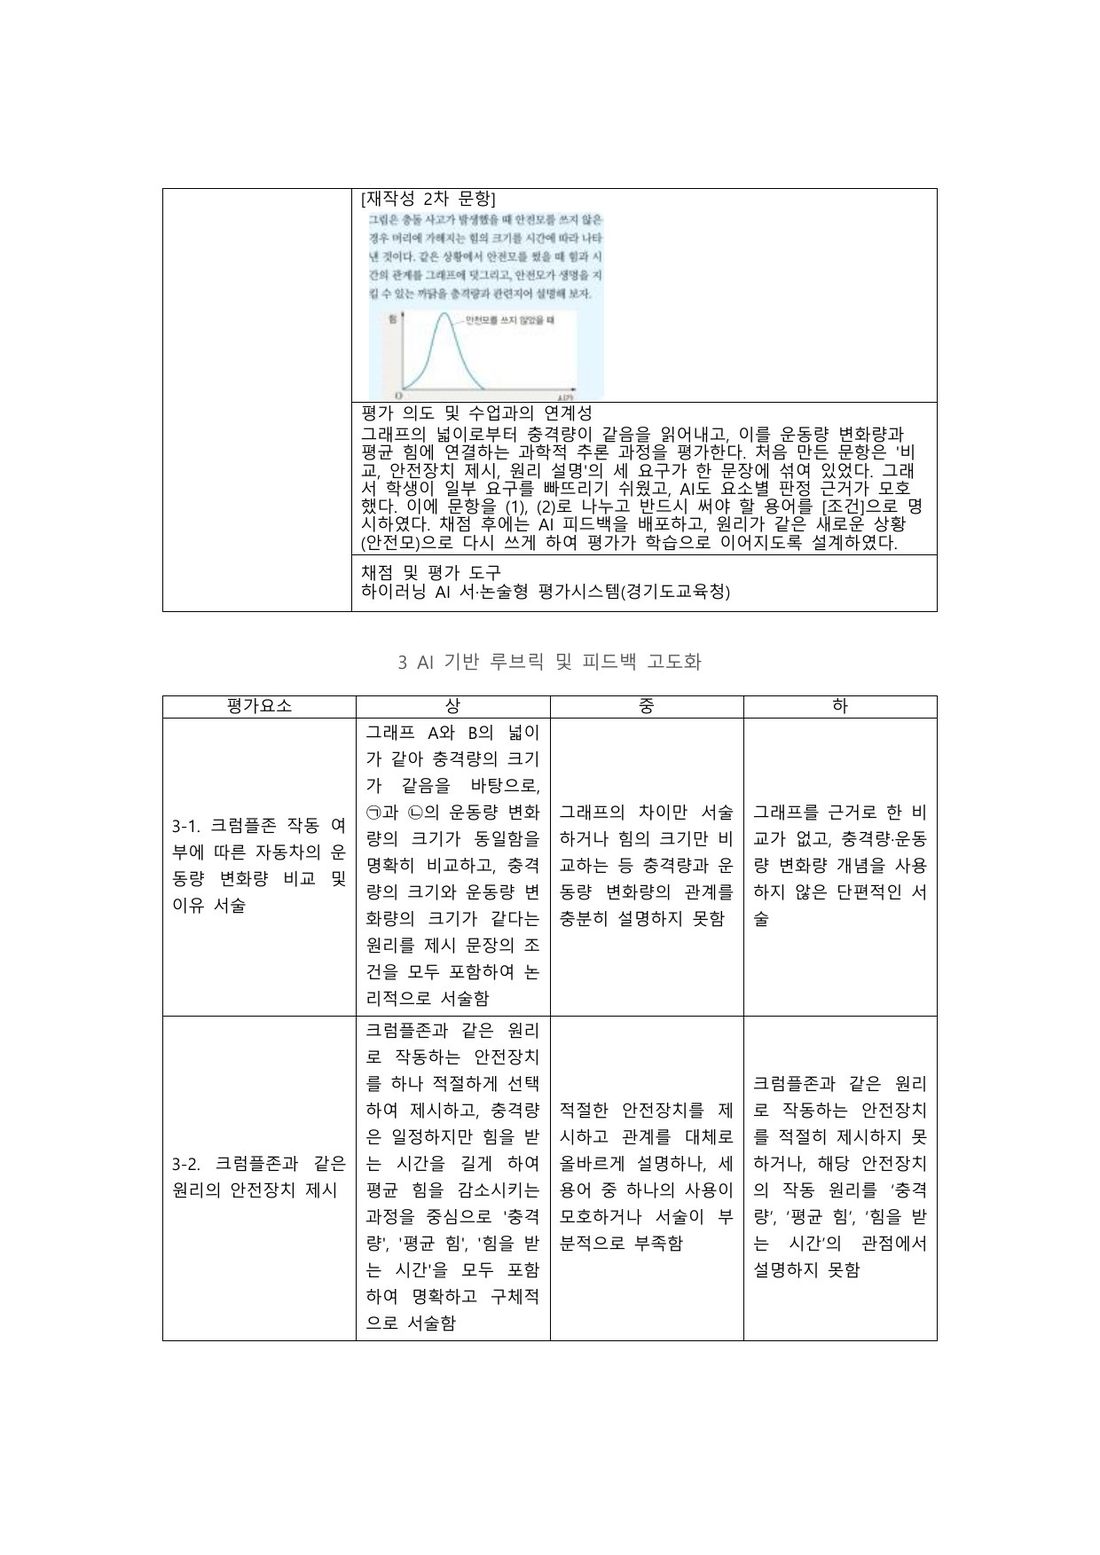 [재작성 2차 문항]
그림은 충돌 사고가 발생했을 때 안전모를 쓰지 않은
경우 머리에 가해지는 힘의 크기를 시간에 따라 나타
낸 것이다. 같은 상황에서 안전모를 썼을 때 힘과 시
간의 관계를 그래프에 덧그리고, 안전모가 생명을 지
킬 수 있는 까닭을 충격량과 관련지어 설명해 보자.
힘
안전모를 쓰지 않았을 때
O
시간
평가 의도 및 수업과의 연계성
그래프의 넓이로부터 충격량이 같음을 읽어내고, 이를 운동량 변화량과
평균 힘에 연결하는 과학적 추론 과정을 평가한다. 처음 만든 문항은 '비
교, 안전장치 제시, 원리 설명'의 세 요구가 한 문장에 섞여 있었다. 그래
서 학생이 일부 요구를 빠뜨리기 쉬웠고, AI도 요소별 판정 근거가 모호
했다. 이에 문항을 (1), (2)로 나누고 반드시 써야 할 용어를 [조건]으로 명
시하였다. 채점 후에는 AI 피드백을 배포하고, 원리가 같은 새로운 상황
(안전모)으로 다시 쓰게 하여 평가가 학습으로 이어지도록 설계하였다.
채점 및 평가 도구
하이러닝 AI 서·논술형 평가시스템(경기도교육청)
3 AI 기반 루브릭 및 피드백 고도화
평가요소
상
중
하
3-1. 크럼플존 작동 여
부에 따른 자동차의 운
동량 변화량 비교 및
이유 서술
그래프 A와 B의 넓이
가 같아 충격량의 크기
가 같음을 바탕으로,
㉠과 ㉡의 운동량 변화
량의 크기가 동일함을
명확히 비교하고, 충격
량의 크기와 운동량 변
화량의 크기가 같다는
원리를 제시 문장의 조
건을 모두 포함하여 논
리적으로 서술함
그래프의 차이만 서술
하거나 힘의 크기만 비
교하는 등 충격량과 운
동량 변화량의 관계를
충분히 설명하지 못함
그래프를 근거로 한 비
교가 없고, 충격량·운동
량 변화량 개념을 사용
하지 않은 단편적인 서
술
3-2. 크럼플존과 같은
원리의 안전장치 제시
크럼플존과 같은 원리
로 작동하는 안전장치
를 하나 적절하게 선택
하여 제시하고, 충격량
은 일정하지만 힘을 받
는 시간을 길게 하여
평균 힘을 감소시키는
과정을 중심으로 '충격
량', '평균 힘', '힘을 받
는 시간'을 모두 포함
하여 명확하고 구체적
으로 서술함
적절한 안전장치를 제
시하고 관계를 대체로
올바르게 설명하나, 세
용어 중 하나의 사용이
모호하거나 서술이 부
분적으로 부족함
크럼플존과 같은 원리
로 작동하는 안전장치
를 적절히 제시하지 못
하거나, 해당 안전장치
의 작동 원리를 ‘충격
량’, ‘평균 힘’, ‘힘을 받
는 시간’의 관점에서
설명하지 못함